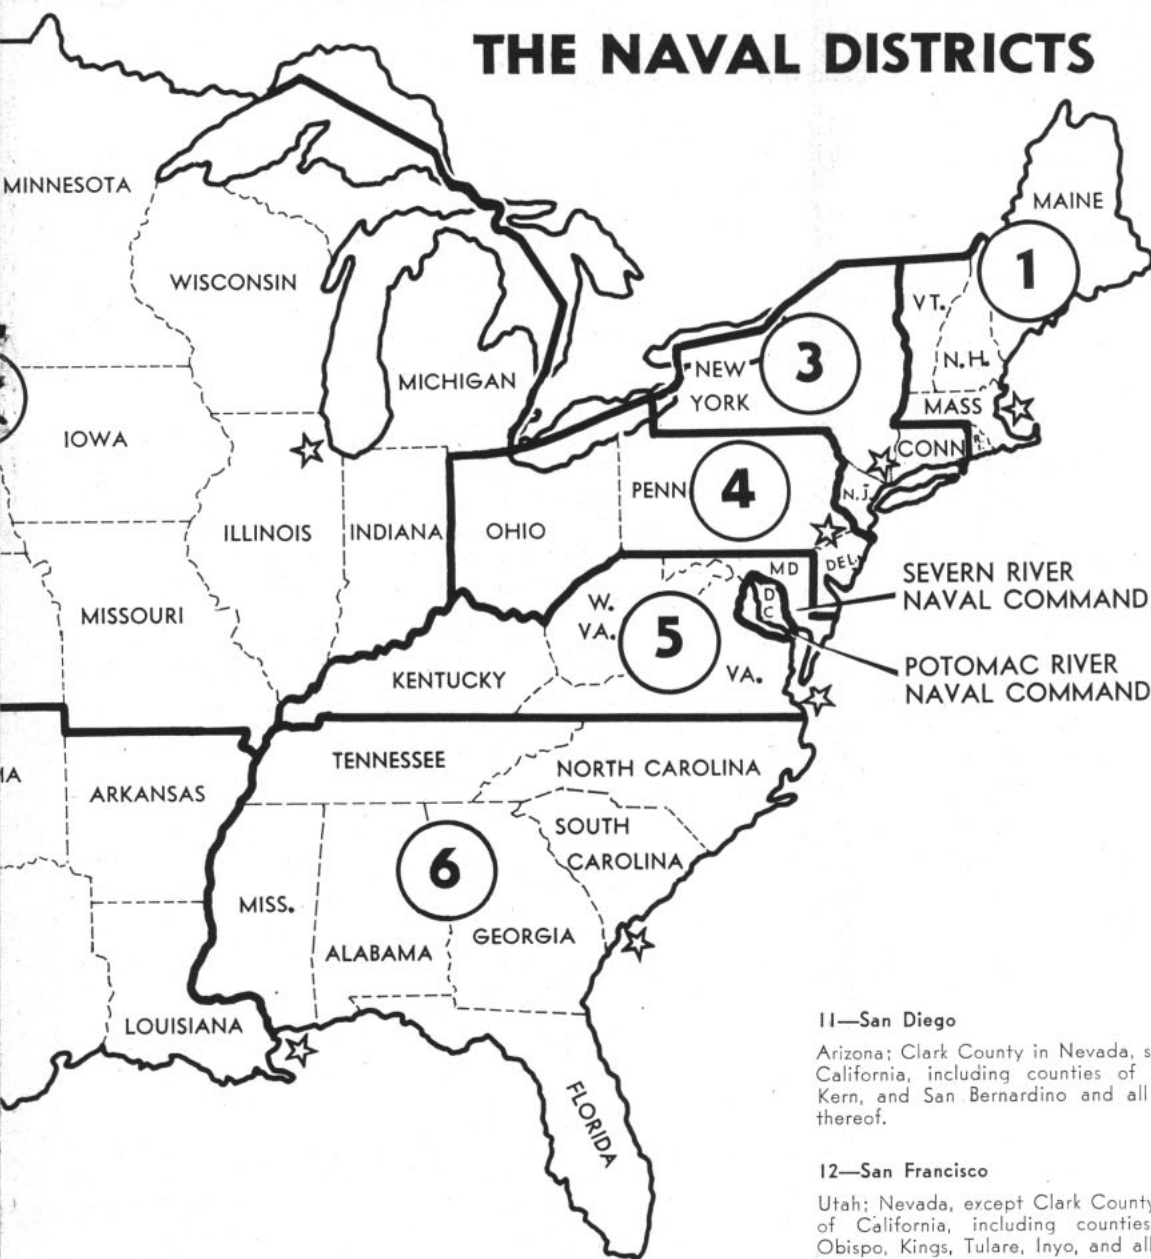 THE NAVAL DISTRICTS
MINNESOTA
MAINE
1
WISCONSIN
VT.
3
N.H.
NEW
YORK
MICHIGAN
MASS
IOWA
CONN
R.
PENN
4
N.J.
ILLINOIS
INDIANA
OHIO
MD
DEL.
SEVERN RIVER
NAVAL COMMAND
D
C
MISSOURI
W.
VA.
5
POTOMAC RIVER
NAVAL COMMAND
KENTUCKY
VA.
TENNESSEE
NORTH CAROLINA
MA
ARKANSAS
SOUTH
CAROLINA
6
MISS.
ALABAMA
GEORGIA
LOUISIANA
FLORIDA
11—San Diego
Arizona; Clark County in Nevada, s
California, including counties of
Kern, and San Bernardino and all
thereof.
12—San Francisco
Utah; Nevada, except Clark County
of California, including counties
Obispo, Kings, Tulare, Inyo, and all